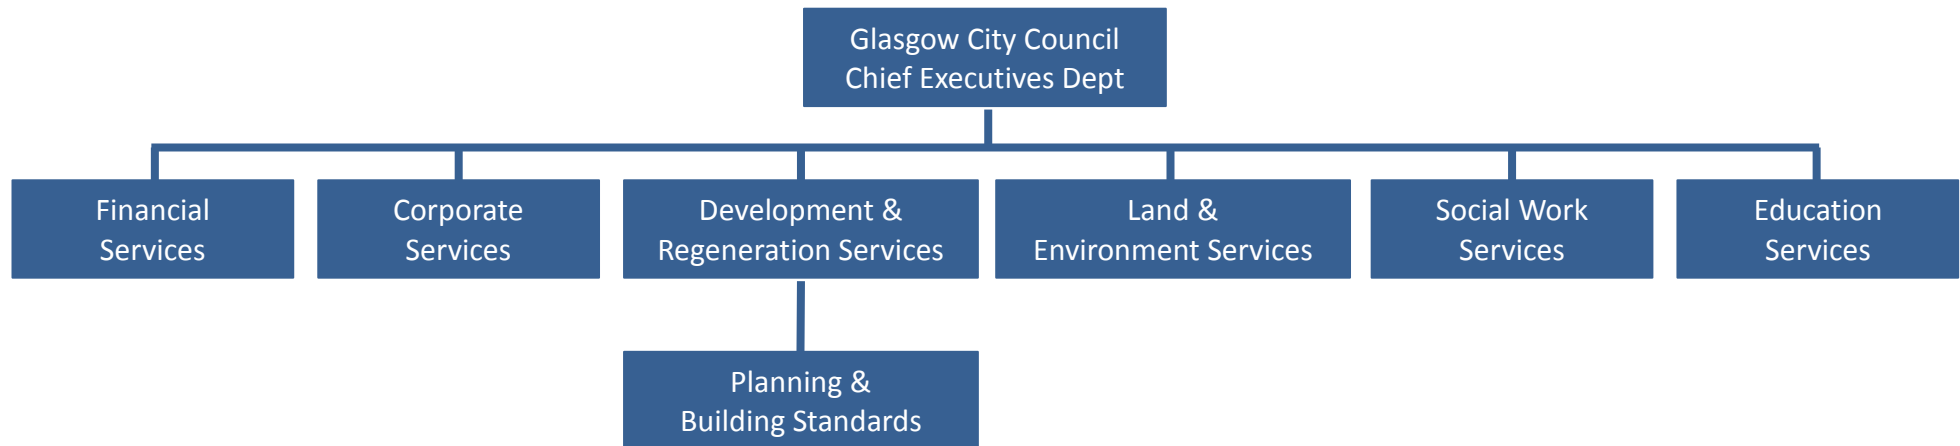 Glasgow City Council
Chief Executives Dept
Financial
Services
Corporate
Services
Development &
Regeneration Services
Land &
Environment Services
Social Work
Services
Education
Services
Planning &
Building Standards